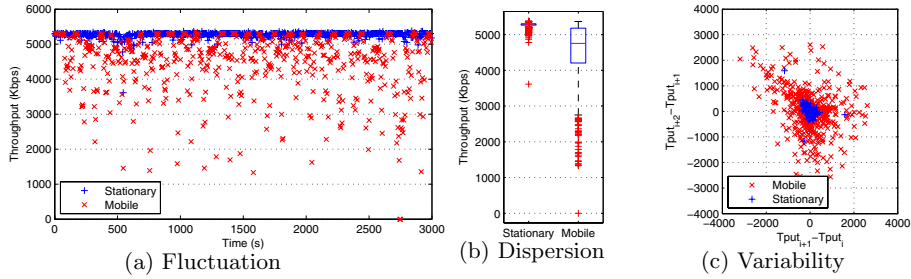 6000
5000
4000
3000
2000
1000
0
Throughput (Kbps)
0 500 1000 1500 2000 2500 3000
Time (s)
Stationary
Mobile
(a) Fluctuation
5000
4000
3000
2000
1000
0
Throughput (Kbps)
Stationary Mobile
(b) Dispersion
4000
3000
2000
1000
0
−1000
−2000
−3000
−4000
Tput_{i+2}−Tput_{i+1}
−4000 −2000 0 2000 4000
Tput_{i+1}−Tput_i
Mobile
Stationary
(c) Variability